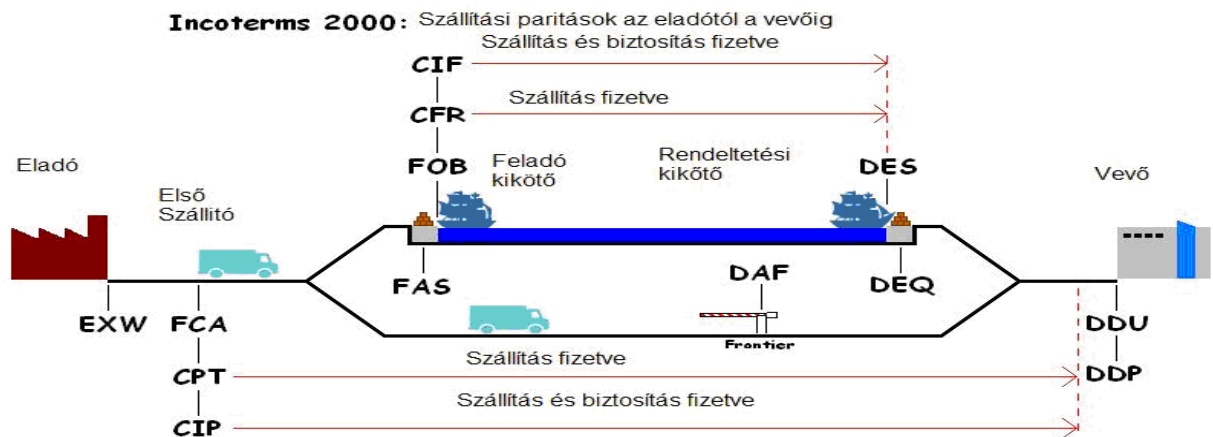 Incoterms 2000: Szállítási paritások az eladótól a vevőig
Szállítás és biztosítás fizetve
CIF
Szállítás fizetve
CFR
Eladó
FOB
Feladó
kikötő
Rendeltetési
kikőtő
DES
Vevő
Első
Szállító
FAS
DAF
DEQ
EXW
FCA
Frontier
DDU
Szállítás fizetve
CPT
DDP
Szállítás és biztosítás fizetve
CIP